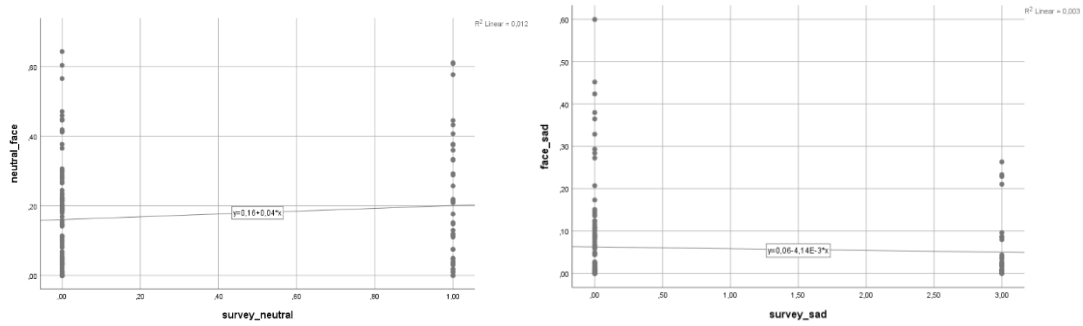 R² Linear = 0,012
,60
,40
,20
,00
neutral_face
y=0,16+0,04*x
,00 ,20 ,40 ,60 ,80 1,00
survey_neutral
R² Linear = 0,003
,60
,50
,40
,30
,20
,10
,00
face_sad
y=0,06-4,14E-3*x
,00 ,50 1,00 1,50 2,00 2,50 3,00
survey_sad